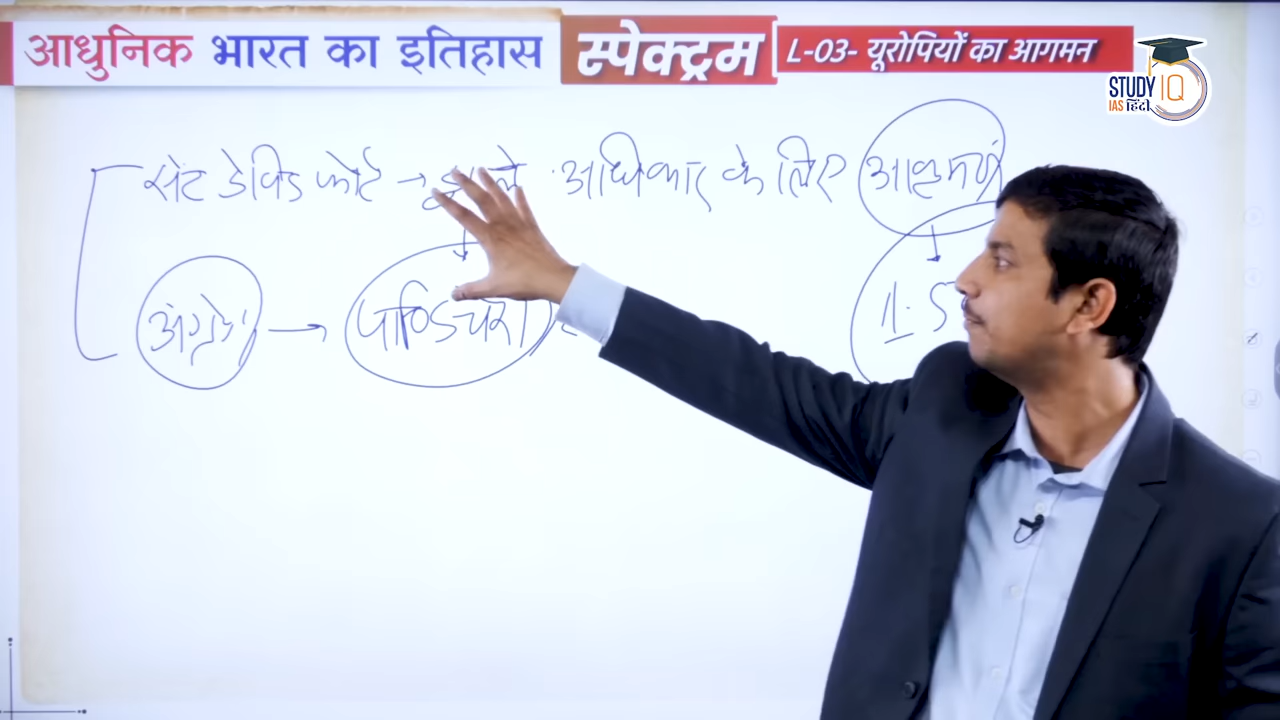 आधुनिक भारत का इतिहास स्पेक्ट्रम L-03- यूरोपियों का आगमन
STUDY IQ
IAS हिंदी
सेंट डेविड फोर्ट → अधिकार के लिए आक्रमण
अंग्रेजों → पाण्डिचेरी